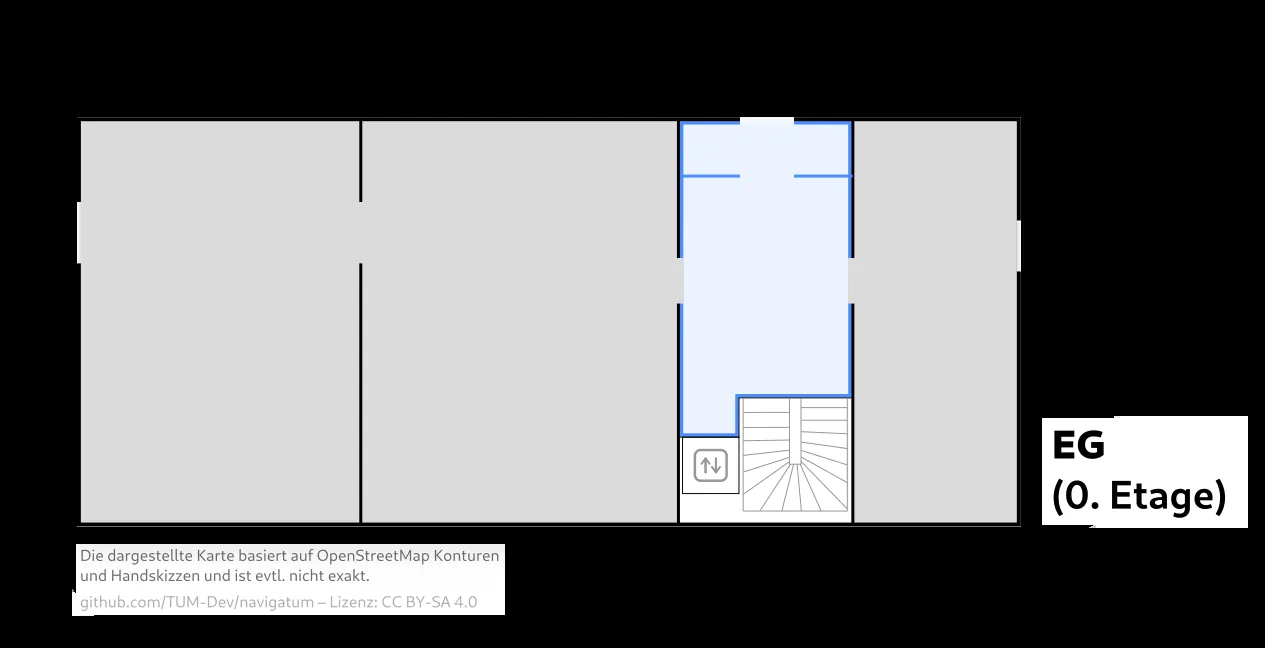 EG
(0. Etage)
Die dargestellte Karte basiert auf OpenStreetMap Konturen
und Handskizzen und ist evtl. nicht exakt.
github.com/TUM-Dev/navigatum – Lizenz: CC BY-SA 4.0